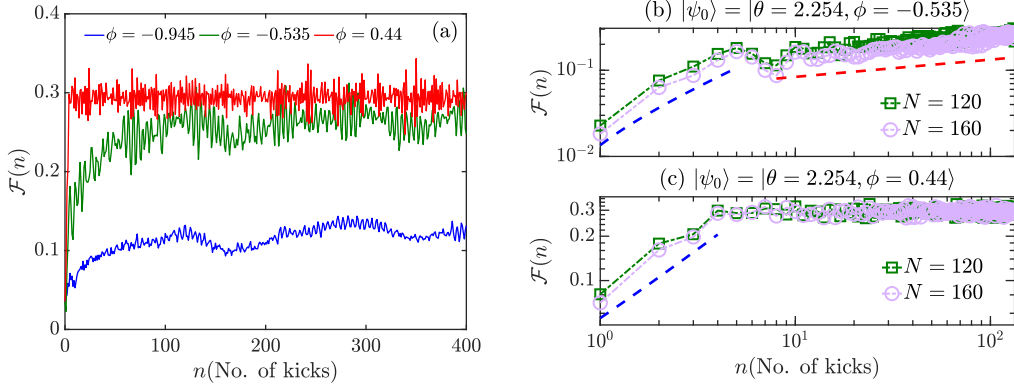 (a)
ϕ = −0.945 ϕ = −0.535 ϕ = 0.44
0.4
0.3
0.2
0.1
0
ℱ(n)
0 100 200 300 400
n(No. of kicks)
(b) |ψ₀⟩ = |θ = 2.254, ϕ = −0.535⟩
10⁻¹
10⁻²
ℱ(n)
N = 120
N = 160
(c) |ψ₀⟩ = |θ = 2.254, ϕ = 0.44⟩
0.3
0.2
0.1
ℱ(n)
N = 120
N = 160
10⁰ 10¹ 10²
n(No. of kicks)